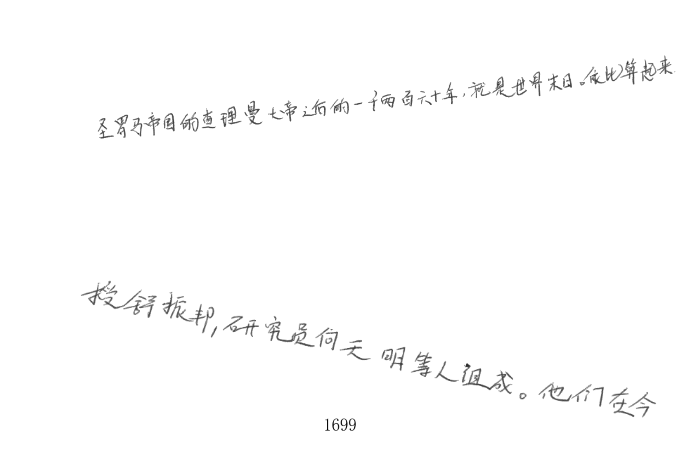 圣罗马帝国的查理曼大帝之后的一千两百六十年，就是世界末日。依比算起来
授舒振邦，研究员何天明等人组成。他们在今
1699